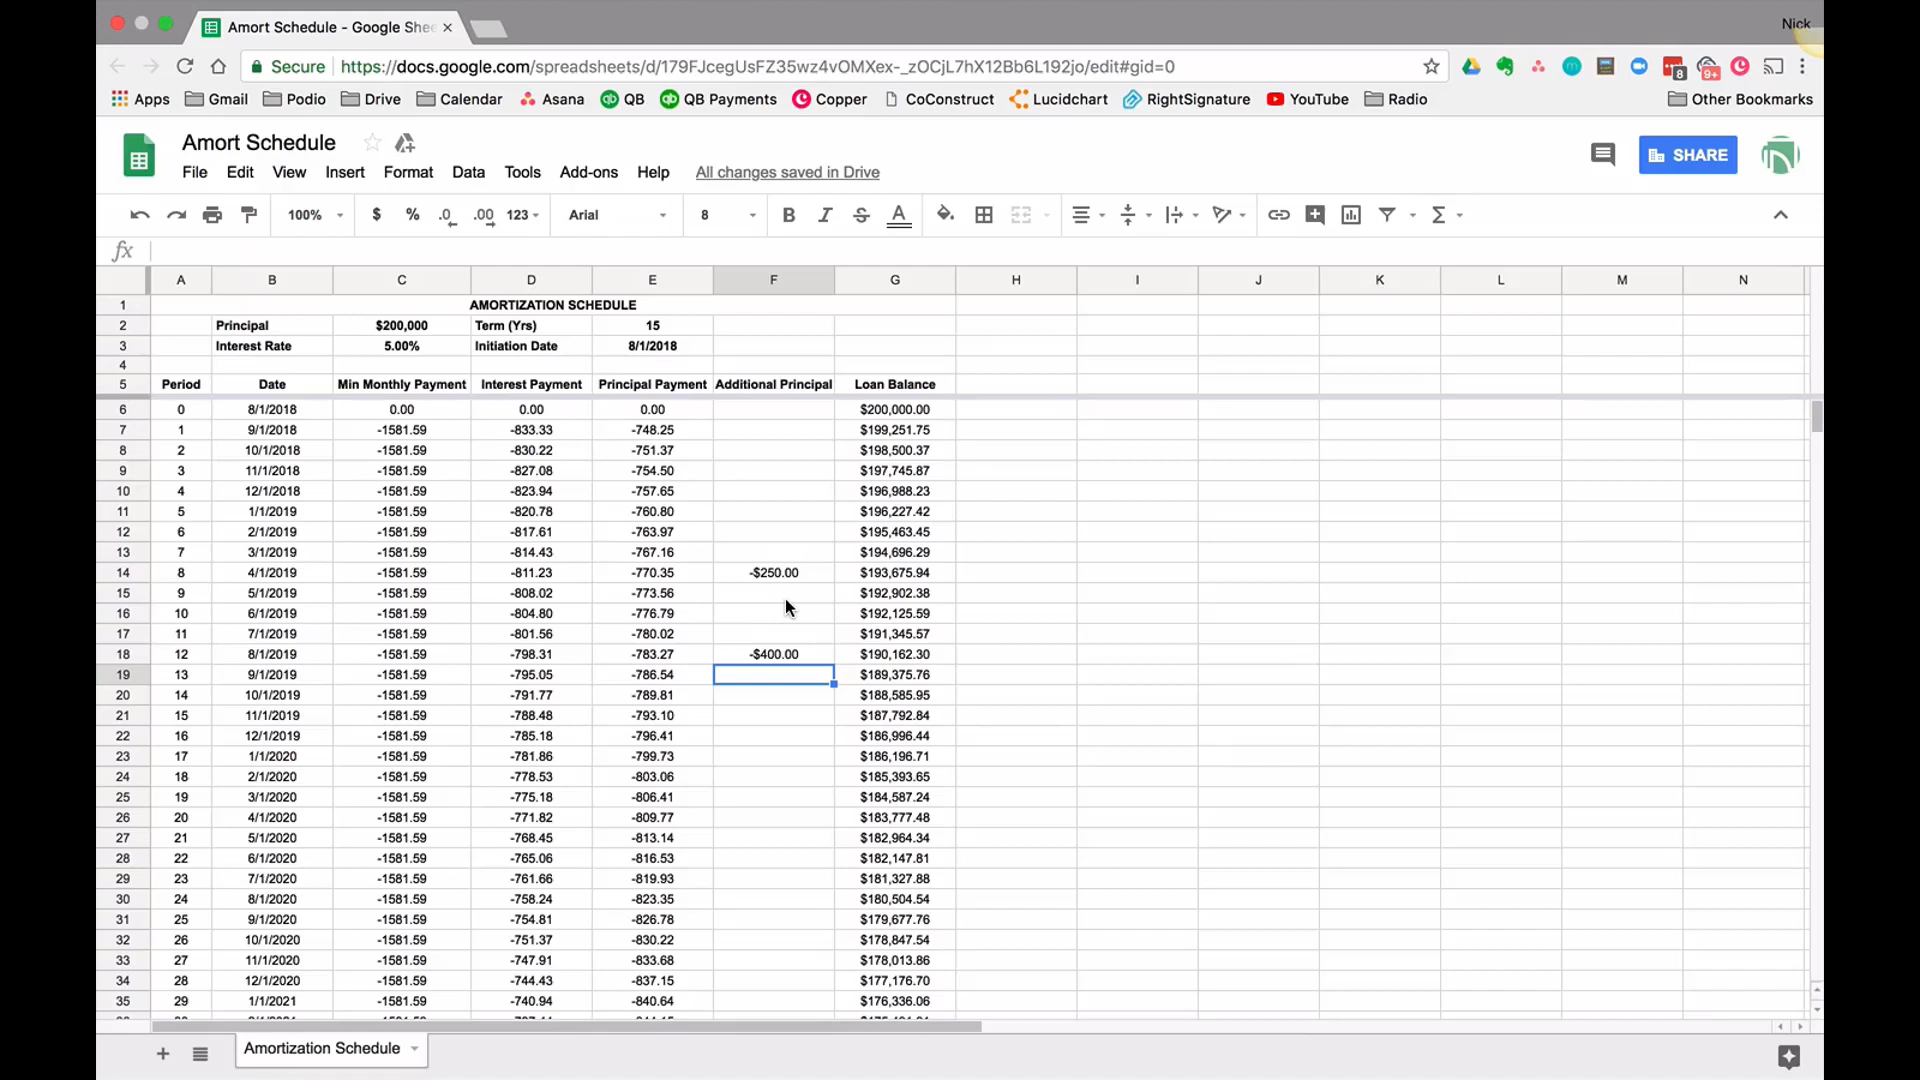 Amort Schedule - Google Shee
Nick
Secure https://docs.google.com/spreadsheets/d/179FJcegUsFZ35wz4vOMXex-_zOCjL7hX12Bb6L192jo/edit#gid=0
8 9+
Apps Gmail Podio Drive Calendar Asana QB QB Payments Copper CoConstruct Lucidchart RightSignature YouTube Radio Other Bookmarks
Amort Schedule
SHARE
File Edit View Insert Format Data Tools Add-ons Help All changes saved in Drive
100% $ % .0 .00 123 Arial 8 B I S A Σ
fx
A B C D E F G H I J K L M N
1 AMORTIZATION SCHEDULE
2 Principal $200,000 Term (Yrs) 15
3 Interest Rate 5.00% Initiation Date 8/1/2018
4
5 Period Date Min Monthly Payment Interest Payment Principal Payment Additional Principal Loan Balance
6 0 8/1/2018 0.00 0.00 0.00 $200,000.00
7 1 9/1/2018 -1581.59 -833.33 -748.25 $199,251.75
8 2 10/1/2018 -1581.59 -830.22 -751.37 $198,500.37
9 3 11/1/2018 -1581.59 -827.08 -754.50 $197,745.87
10 4 12/1/2018 -1581.59 -823.94 -757.65 $196,988.23
11 5 1/1/2019 -1581.59 -820.78 -760.80 $196,227.42
12 6 2/1/2019 -1581.59 -817.61 -763.97 $195,463.45
13 7 3/1/2019 -1581.59 -814.43 -767.16 $194,696.29
14 8 4/1/2019 -1581.59 -811.23 -770.35 -$250.00 $193,675.94
15 9 5/1/2019 -1581.59 -808.02 -773.56 $192,902.38
16 10 6/1/2019 -1581.59 -804.80 -776.79 $192,125.59
17 11 7/1/2019 -1581.59 -801.56 -780.02 $191,345.57
18 12 8/1/2019 -1581.59 -798.31 -783.27 -$400.00 $190,162.30
19 13 9/1/2019 -1581.59 -795.05 -786.54 $189,375.76
20 14 10/1/2019 -1581.59 -791.77 -789.81 $188,585.95
21 15 11/1/2019 -1581.59 -788.48 -793.10 $187,792.84
22 16 12/1/2019 -1581.59 -785.18 -796.41 $186,996.44
23 17 1/1/2020 -1581.59 -781.86 -799.73 $186,196.71
24 18 2/1/2020 -1581.59 -778.53 -803.06 $185,393.65
25 19 3/1/2020 -1581.59 -775.18 -806.41 $184,587.24
26 20 4/1/2020 -1581.59 -771.82 -809.77 $183,777.48
27 21 5/1/2020 -1581.59 -768.45 -813.14 $182,964.34
28 22 6/1/2020 -1581.59 -765.06 -816.53 $182,147.81
29 23 7/1/2020 -1581.59 -761.66 -819.93 $181,327.88
30 24 8/1/2020 -1581.59 -758.24 -823.35 $180,504.54
31 25 9/1/2020 -1581.59 -754.81 -826.78 $179,677.76
32 26 10/1/2020 -1581.59 -751.37 -830.22 $178,847.54
33 27 11/1/2020 -1581.59 -747.91 -833.68 $178,013.86
34 28 12/1/2020 -1581.59 -744.43 -837.15 $177,176.70
35 29 1/1/2021 -1581.59 -740.94 -840.64 $176,336.06
Amortization Schedule